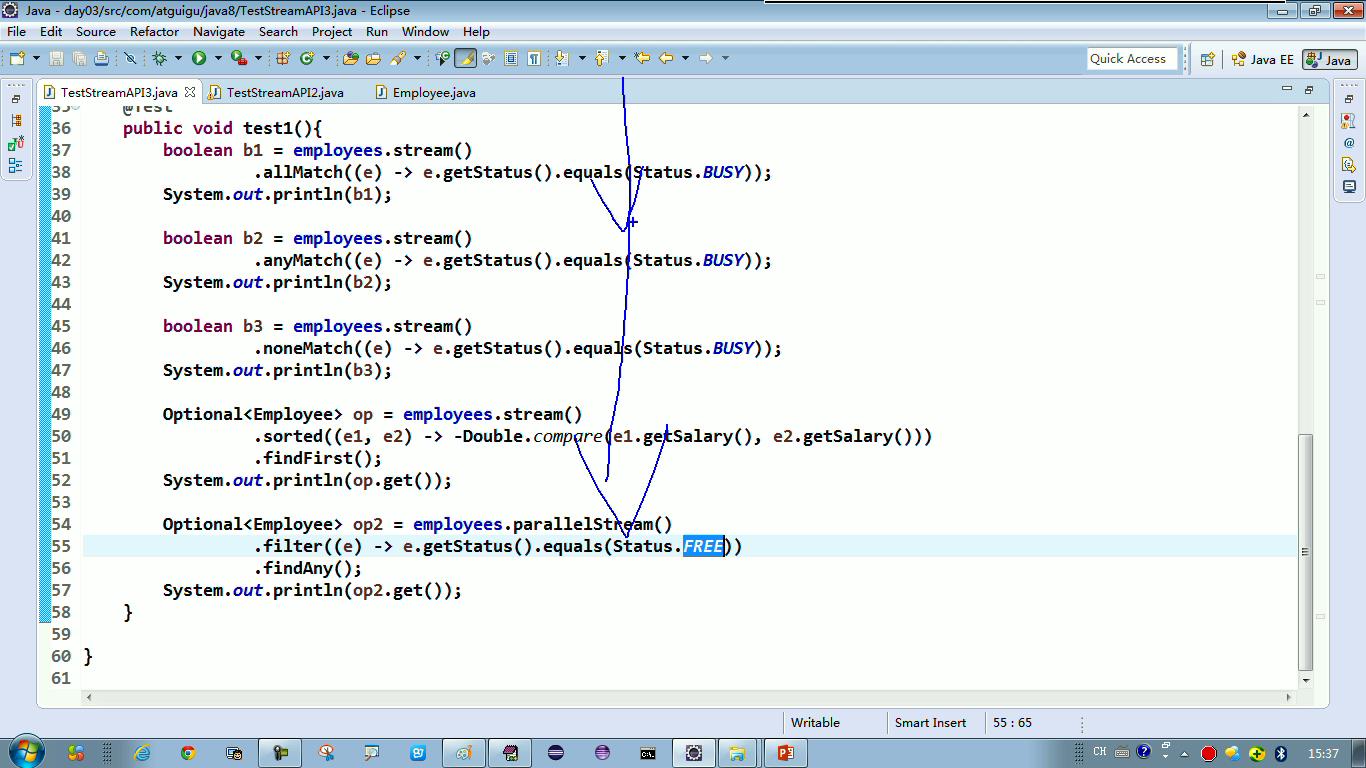 Java - day03/src/com/atguigu/java8/TestStreamAPI3.java - Eclipse
File Edit Source Refactor Navigate Search Project Run Window Help
Quick Access Java EE Java
TestStreamAPI3.java TestStreamAPI2.java Employee.java
35 @Test
36 public void test1(){
37 boolean b1 = employees.stream()
38 .allMatch((e) -> e.getStatus().equals(Status.BUSY));
39 System.out.println(b1);
40
41 boolean b2 = employees.stream()
42 .anyMatch((e) -> e.getStatus().equals(Status.BUSY));
43 System.out.println(b2);
44
45 boolean b3 = employees.stream()
46 .noneMatch((e) -> e.getStatus().equals(Status.BUSY));
47 System.out.println(b3);
48
49 Optional<Employee> op = employees.stream()
50 .sorted((e1, e2) -> -Double.compare(e1.getSalary(), e2.getSalary()))
51 .findFirst();
52 System.out.println(op.get());
53
54 Optional<Employee> op2 = employees.parallelStream()
55 .filter((e) -> e.getStatus().equals(Status.FREE))
56 .findAny();
57 System.out.println(op2.get());
58 }
59
60 }
61
Writable Smart Insert 55 : 65
CH 15:37